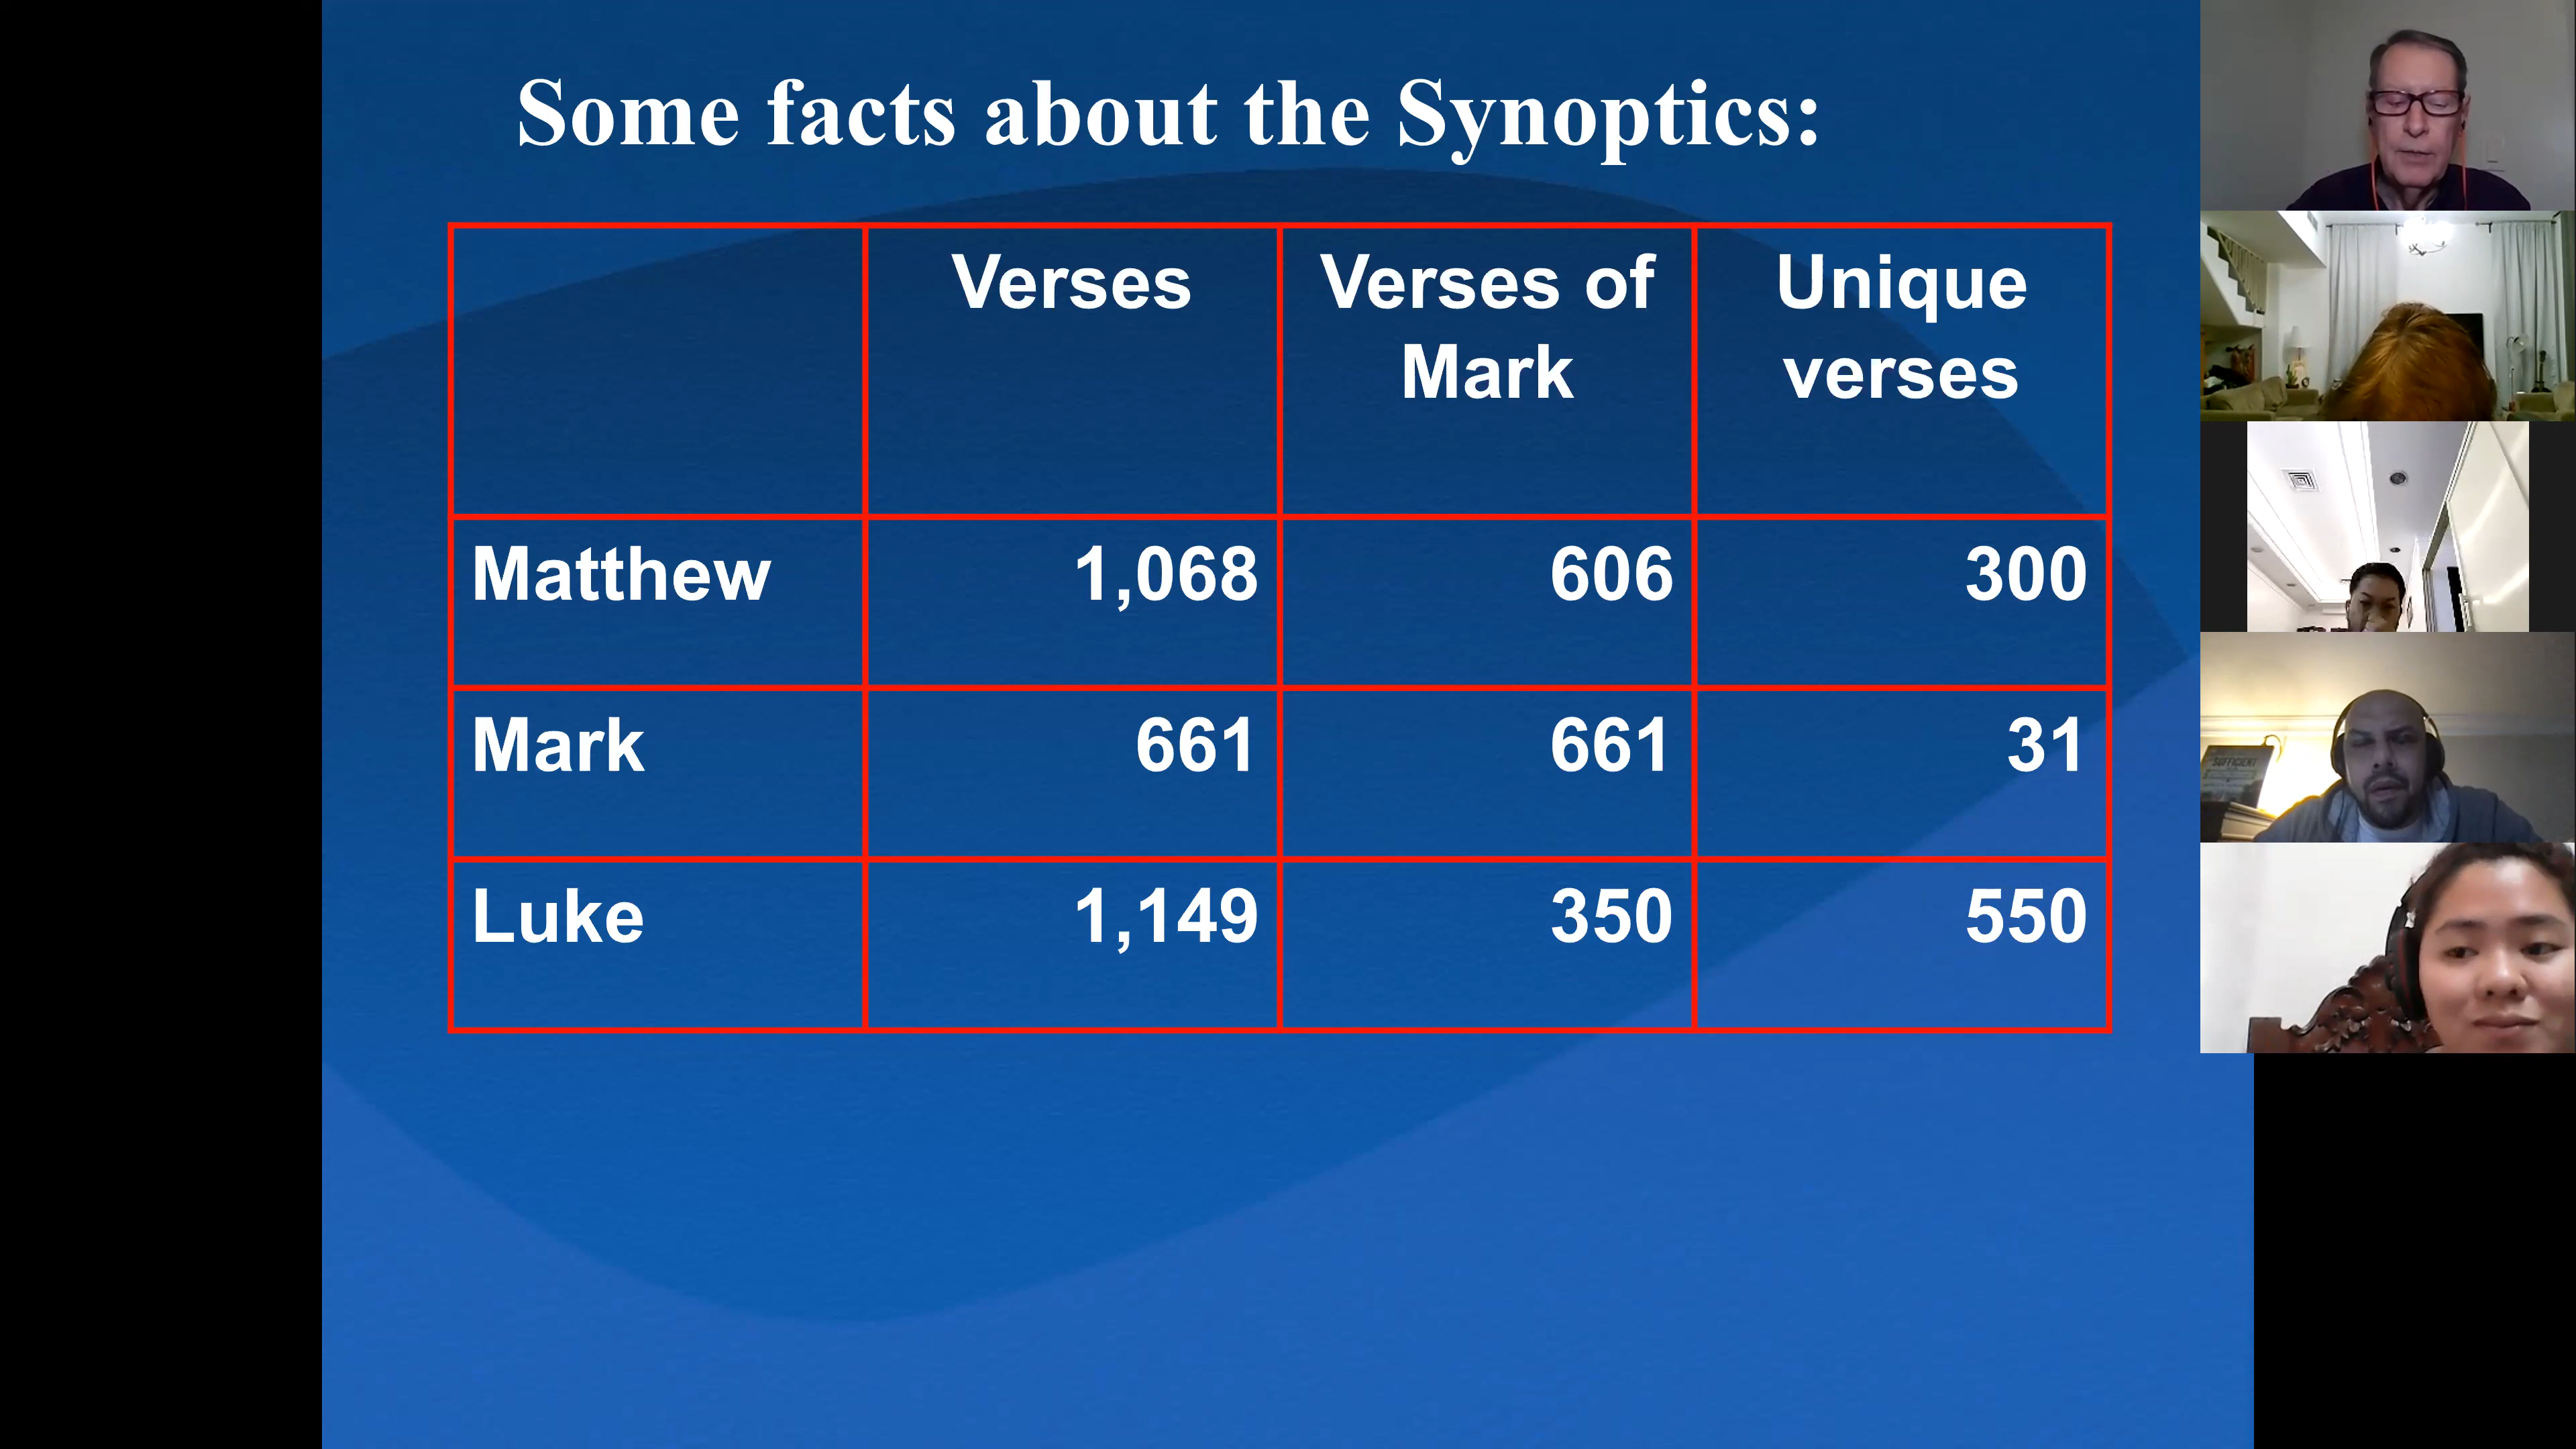 Some facts about the Synoptics:
Verses Verses of Mark Unique verses
Matthew 1,068 606 300
Mark 661 661 31
Luke 1,149 350 550
SUFFICIENT